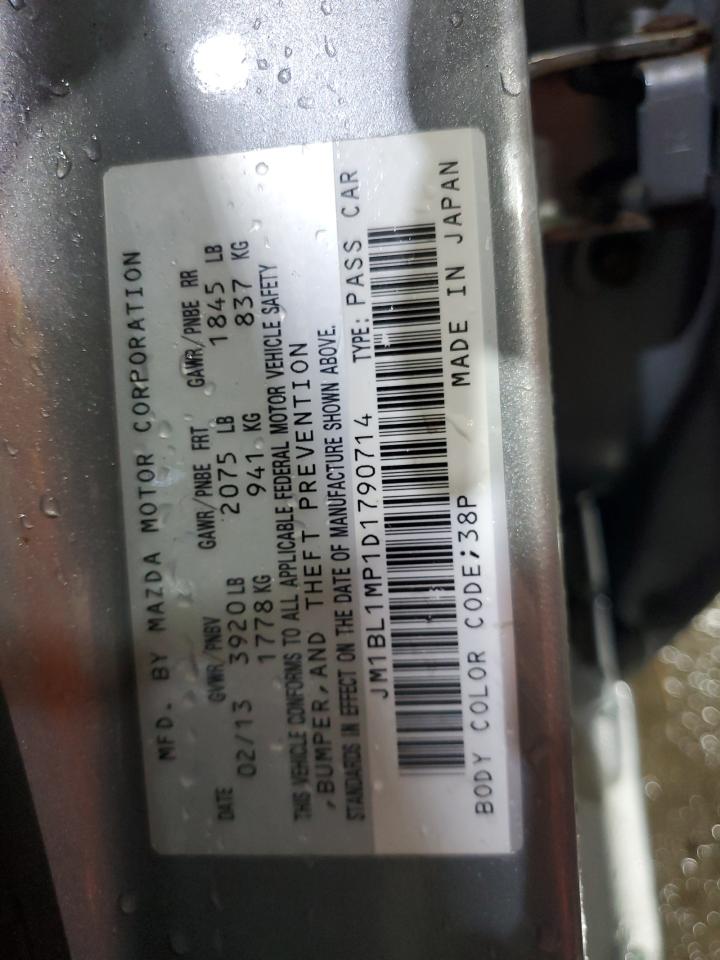 MFD. BY MAZDA MOTOR CORPORATION
DATE GVWR/PNBV GAWR/PNBE FRT GAWR/PNBE RR
02/13 3920 LB 2075 LB 1845 LB
1778 KG 941 KG 837 KG
THIS VEHICLE CONFORMS TO ALL APPLICABLE FEDERAL MOTOR VEHICLE SAFETY
,BUMPER,AND THEFT PREVENTION
STANDARDS IN EFFECT ON THE DATE OF MANUFACTURE SHOWN ABOVE.
JM1BL1MP1D1790714 TYPE: PASS CAR
BODY COLOR CODE;38P MADE IN JAPAN